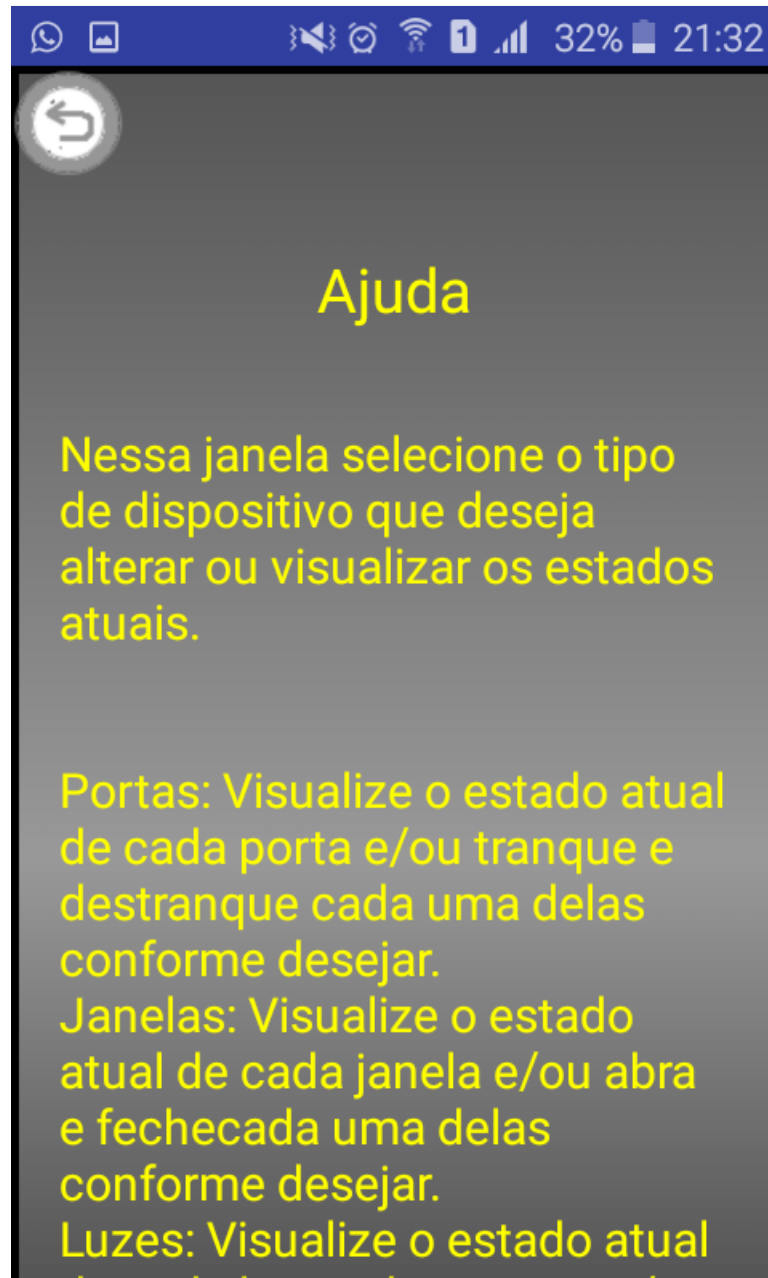 1 32% 21:32
Ajuda
Nessa janela selecione o tipo
de dispositivo que deseja
alterar ou visualizar os estados
atuais.
Portas: Visualize o estado atual
de cada porta e/ou tranque e
destranque cada uma delas
conforme desejar.
Janelas: Visualize o estado
atual de cada janela e/ou abra
e fechecada uma delas
conforme desejar.
Luzes: Visualize o estado atual